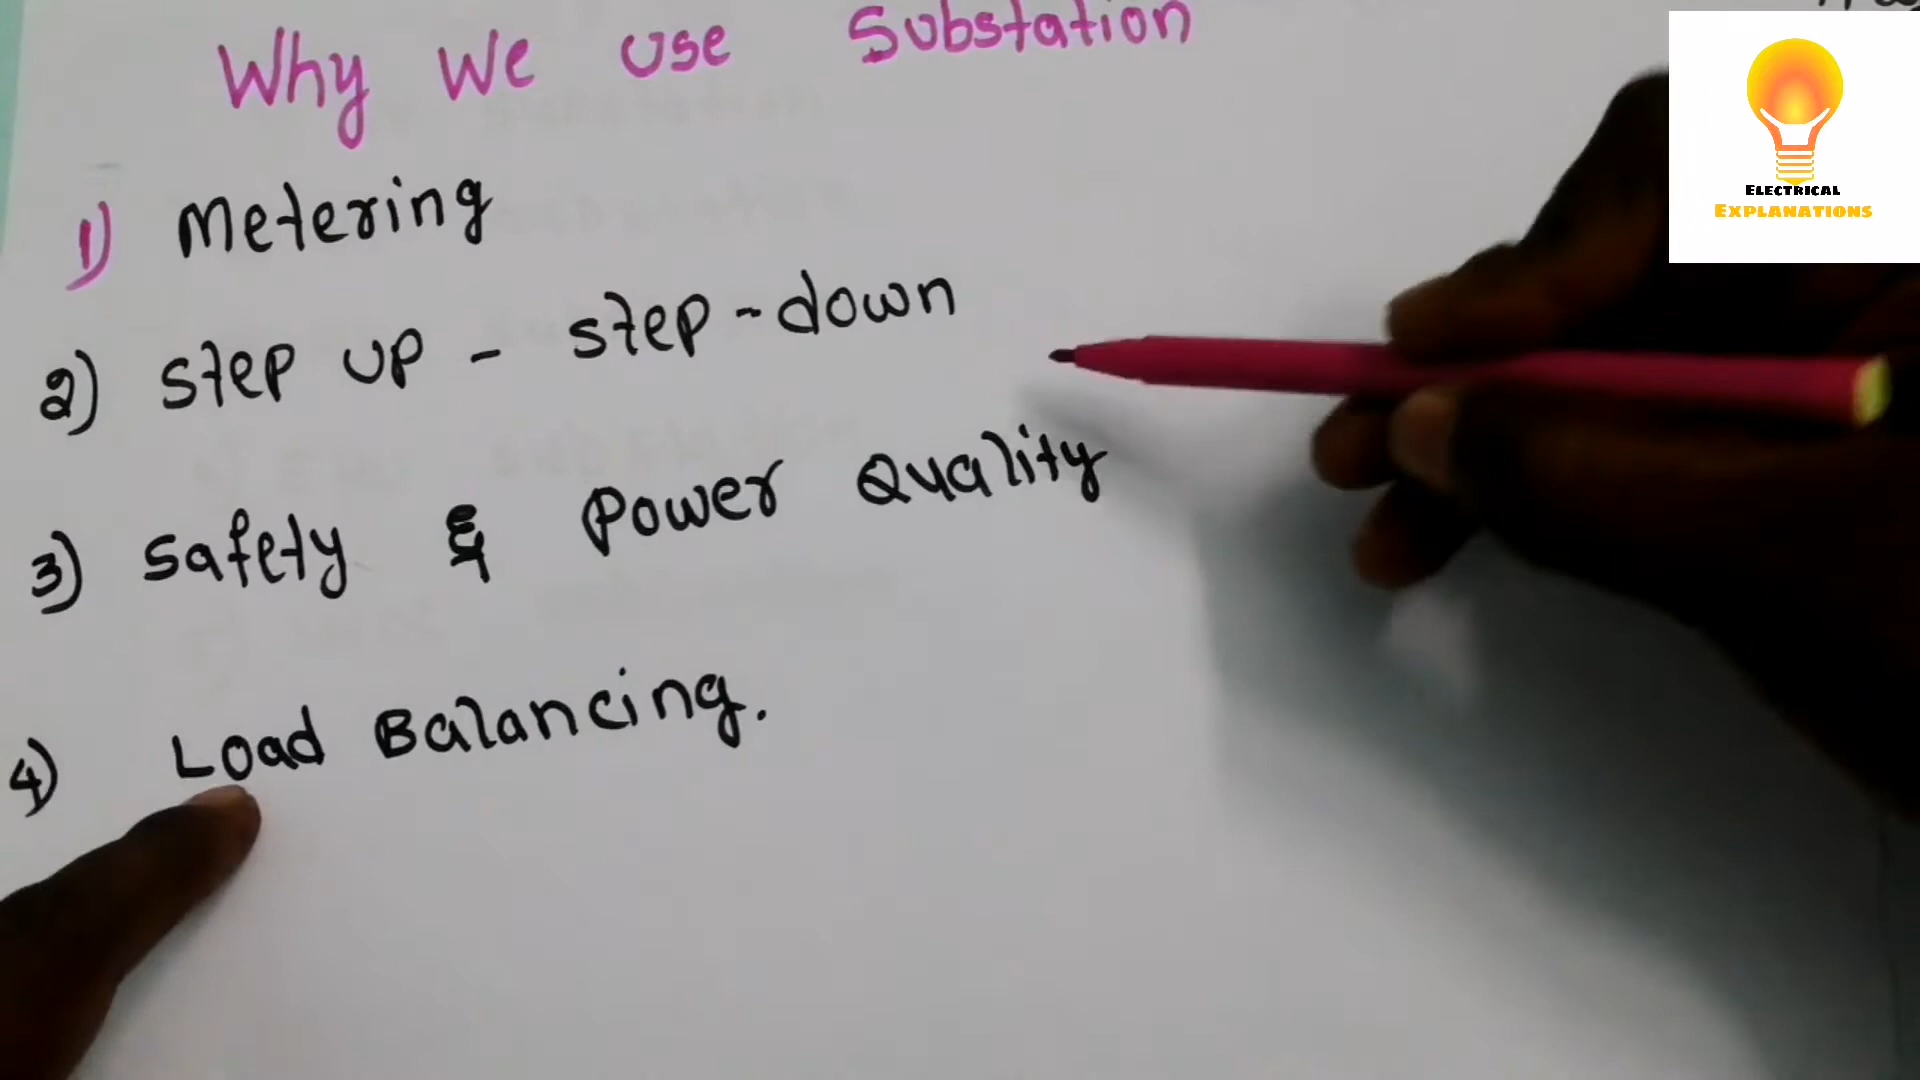 Why We use Substation
1) Metering
2) Step up - step-down
3) Safety & Power Quality
4) Load Balancing.
ELECTRICAL
EXPLANATIONS